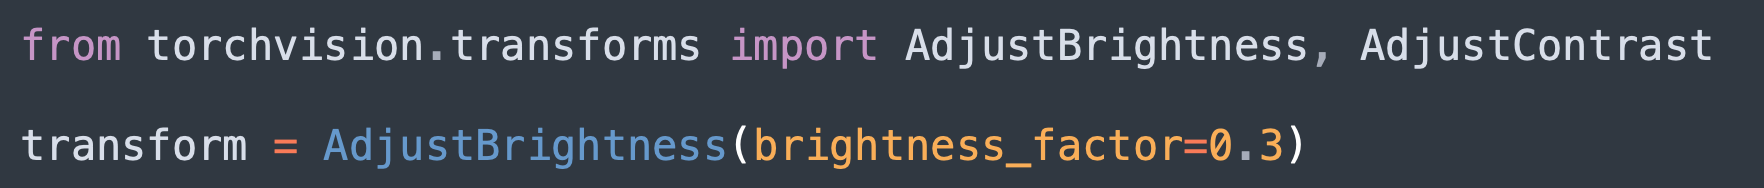 from torchvision.transforms import AdjustBrightness, AdjustContrast
transform = AdjustBrightness(brightness_factor=0.3)